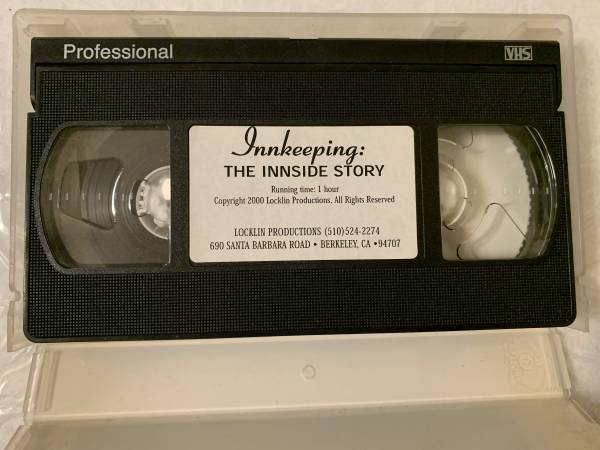 Professional
VHS
Innkeeping:
THE INNSIDE STORY
Running time: 1 hour
Copyright 2000 Locklin Productions, All Rights Reserved
LOCKLIN PRODUCTIONS (510)524-2274
690 SANTA BARBARA ROAD • BERKELEY, CA •94707